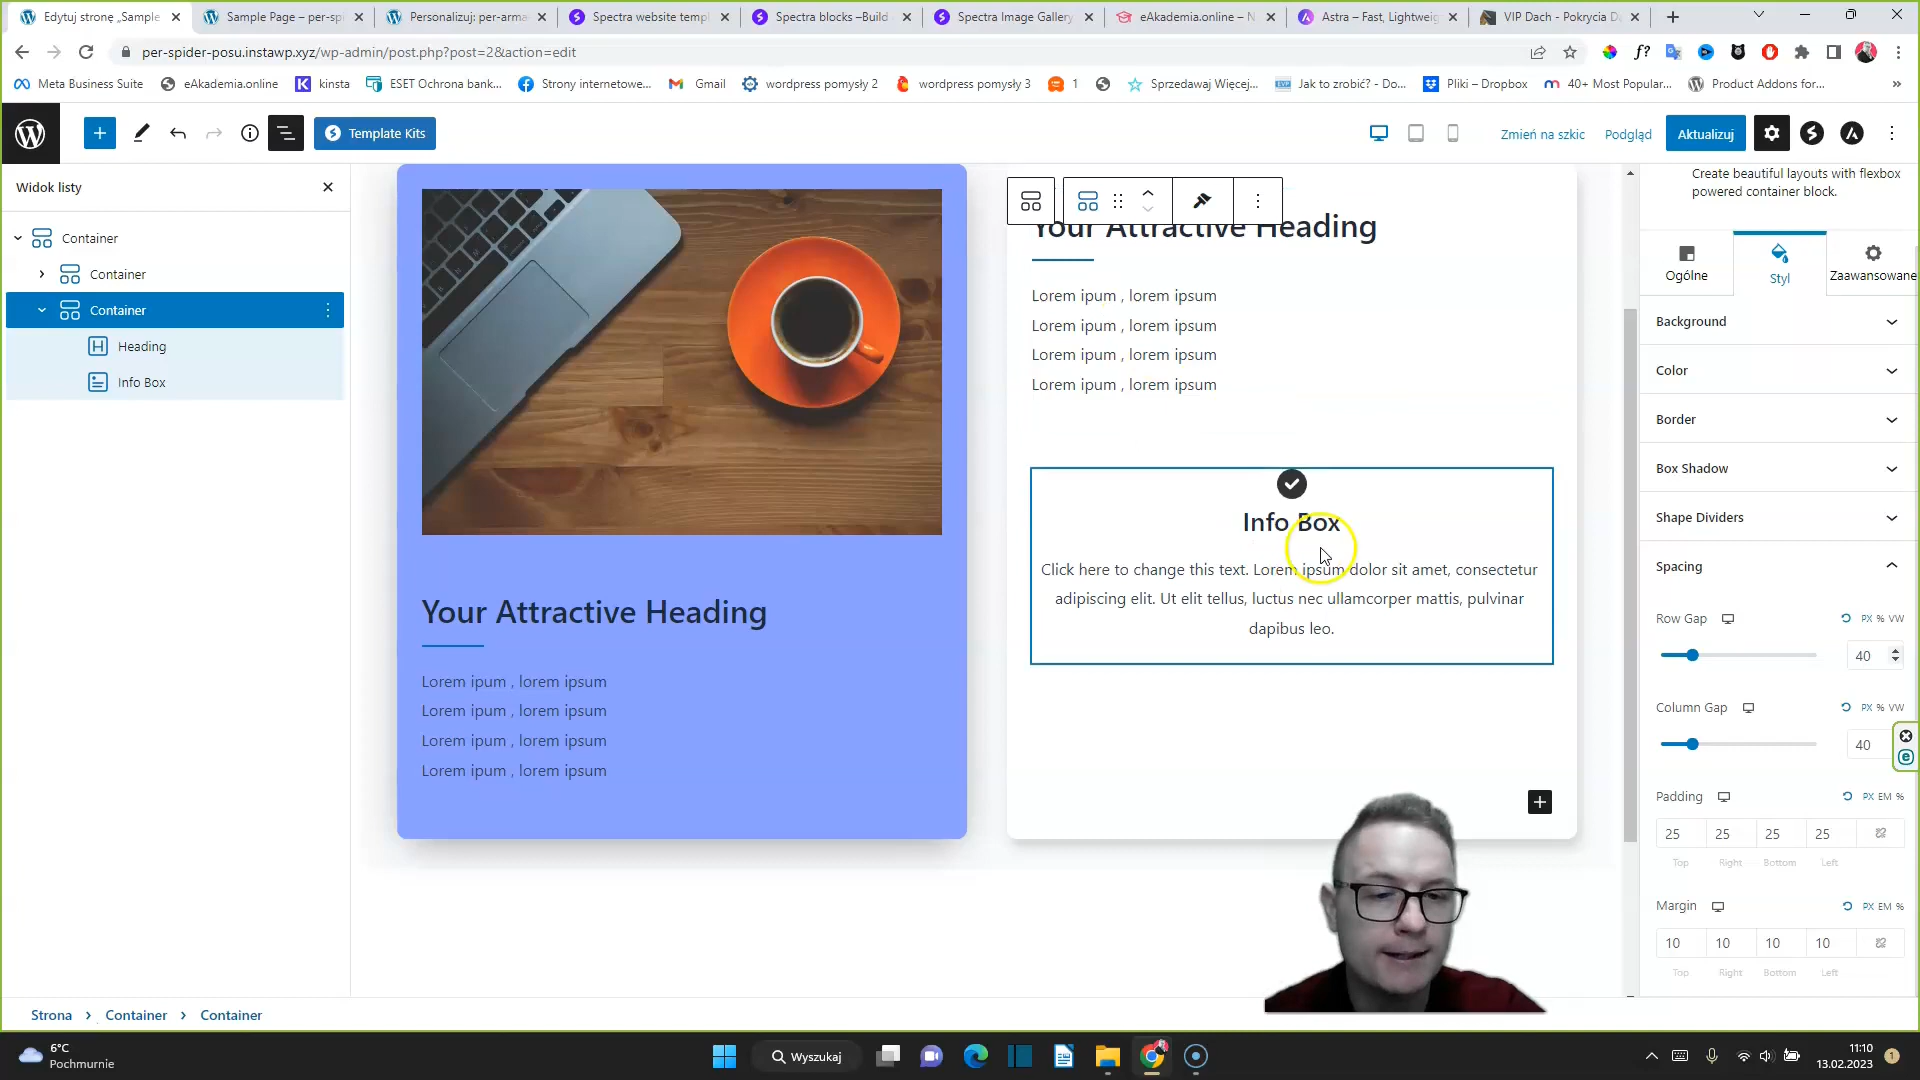 Edytuj stronę „Sample
Sample Page – per-spi
Personalizuj: per-arma
Spectra website templ
Spectra blocks –Build
Spectra Image Gallery
eAkademia.online – N
Astra – Fast, Lightweig
VIP Dach - Pokrycia D
per-spider-posu.instawp.xyz/wp-admin/post.php?post=2&action=edit
Meta Business Suite
eAkademia.online
kinsta
ESET Ochrona bank...
Strony internetowe...
Gmail
wordpress pomysły 2
wordpress pomysły 3
1
Sprzedawaj Więcej,...
Jak to zrobić? - Do...
Pliki – Dropbox
40+ Most Popular...
Product Addons for...
»
Template Kits
Zmień na szkic
Podgląd
Aktualizuj
Widok listy
Container
Container
Container
Heading
Info Box
Your Attractive Heading
Lorem ipum , lorem ipsum
Lorem ipum , lorem ipsum
Lorem ipum , lorem ipsum
Lorem ipum , lorem ipsum
Your Attractive Heading
Lorem ipum , lorem ipsum
Lorem ipum , lorem ipsum
Lorem ipum , lorem ipsum
Lorem ipum , lorem ipsum
Info Box
Click here to change this text. Lorem ipsum dolor sit amet, consectetur
adipiscing elit. Ut elit tellus, luctus nec ullamcorper mattis, pulvinar
dapibus leo.
Create beautiful layouts with flexbox
powered container block.
Ogólne
Styl
Zaawansowane
Background
Color
Border
Box Shadow
Shape Dividers
Spacing
Row Gap PX % VW
40
Column Gap PX % VW
40
Padding PX EM %
25 25 25 25
Top Right Bottom Left
Margin PX EM %
10 10 10 10
Top Right Bottom Left
Strona > Container > Container
6°C
Pochmurnie
Wyszukaj
11:10
13.02.2023
1